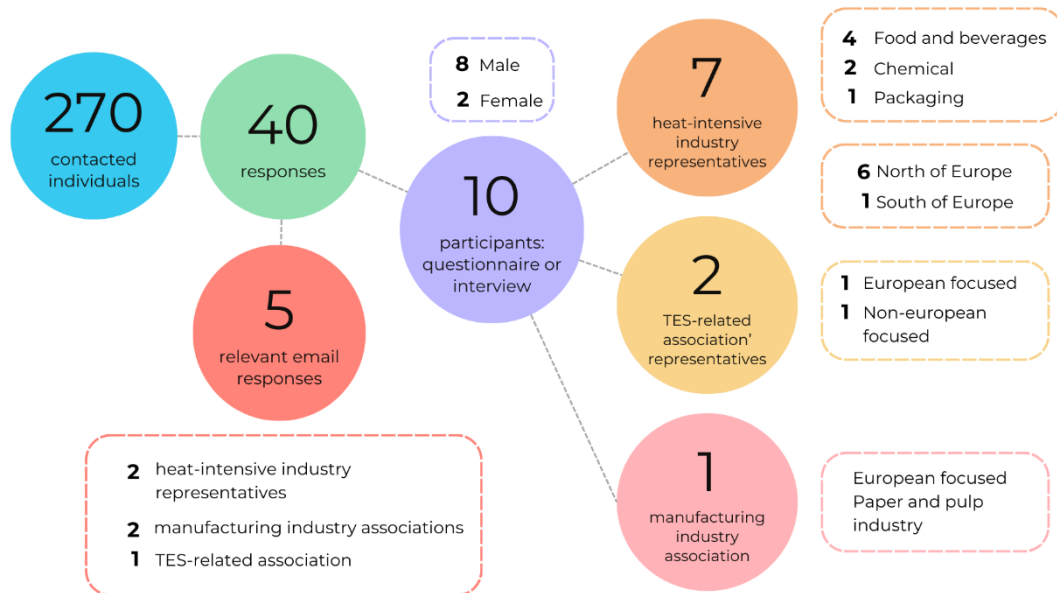 270
contacted
individuals
40
responses
5
relevant email
responses
2 heat-intensive industry
representatives
2 manufacturing industry associations
1 TES-related association
8 Male
2 Female
10
participants:
questionnaire or
interview
7
heat-intensive
industry
representatives
4 Food and beverages
2 Chemical
1 Packaging
6 North of Europe
1 South of Europe
2
TES-related
association’
representatives
1 European focused
1 Non-european
focused
1
manufacturing
industry
association
European focused
Paper and pulp
industry